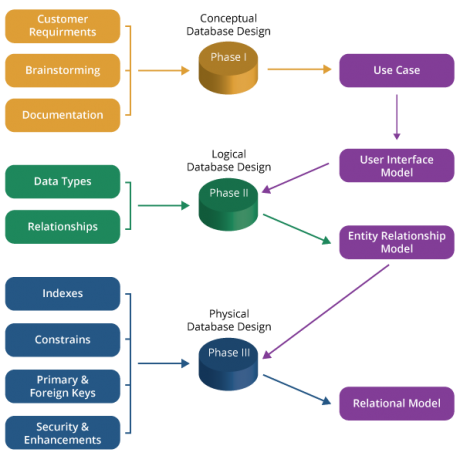 Customer
Requirments
Brainstorming
Documentation
Conceptual
Database Design
Phase I
Use Case
User Interface
Model
Data Types
Relationships
Logical
Database Design
Phase II
Entity Relationship
Model
Indexes
Constrains
Primary &
Foreign Keys
Security &
Enhancements
Physical
Database Design
Phase III
Relational Model